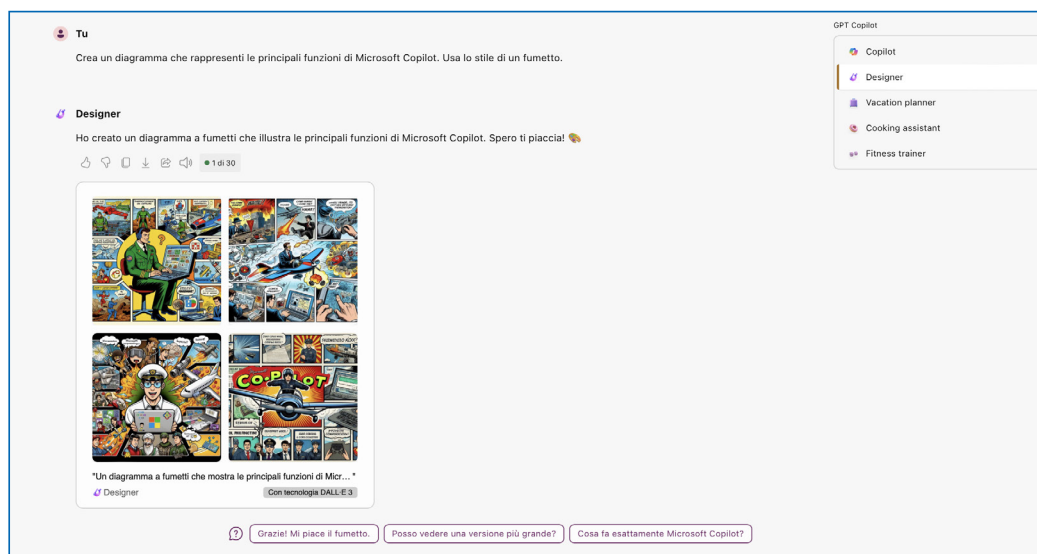 Tu
Crea un diagramma che rappresenti le principali funzioni di Microsoft Copilot. Usa lo stile di un fumetto.
Designer
Ho creato un diagramma a fumetti che illustra le principali funzioni di Microsoft Copilot. Spero ti piaccia! 🎨
1 di 30
CO-PILOT
"Un diagramma a fumetti che mostra le principali funzioni di Micr... "
Designer
Con tecnologia DALL·E 3
Grazie! Mi piace il fumetto.
Posso vedere una versione più grande?
Cosa fa esattamente Microsoft Copilot?
GPT Copilot
Copilot
Designer
Vacation planner
Cooking assistant
Fitness trainer